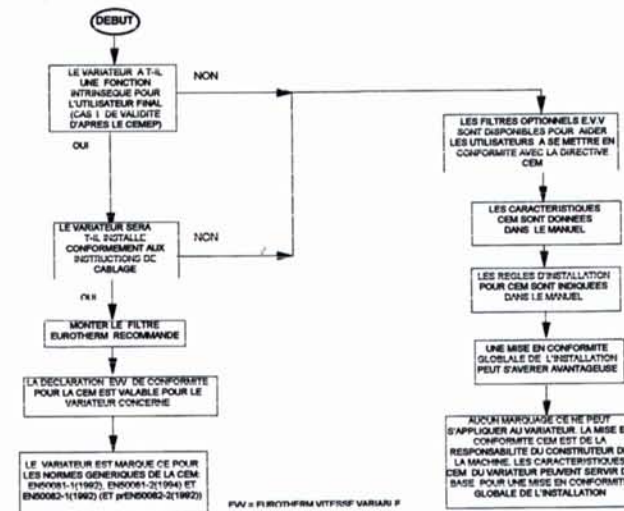 DEBUT
LE VARIATEUR A T-IL
UNE FONCTION
INTRINSEQUE POUR
L'UTILISATEUR FINAL
(CAS 1 DE VALIDITE
D'APRES LE CEMEP)
NON
OUI
LE VARIATEUR SERA
T-IL INSTALLE
CONFORMEMENT AUX
INSTRUCTIONS DE
CABLAGE
NON
OUI
MONTER LE FILTRE
EUROTHERM RECOMMANDE
LA DECLARATION EVV DE CONFORMITE
POUR LA CEM EST VALABLE POUR LE
VARIATEUR CONCERNE
LE VARIATEUR EST MARQUE CE POUR
LES NORMES GENERIQUES DE LA CEM:
EN50081-1(1992), EN50081-2(1994) ET
EN50082-1(1992) (ET prEN50082-2(1992))
LES FILTRES OPTIONNELS E.V.V
SONT DISPONIBLES POUR AIDER
LES UTILISATEURS A SE METTRE EN
CONFORMITE AVEC LA DIRECTIVE
CEM
LES CARACTERISTIQUES
CEM SONT DONNEES
DANS LE MANUEL
LES REGLES D'INSTALLATION
POUR CEM SONT INDIQUEES
DANS LE MANUEL
UNE MISE EN CONFORMITE
GLOBLALE DE L'INSTALLATION
PEUT S'AVERER AVANTAGEUSE
AUCUN MARQUAGE CE NE PEUT
S'APPLIQUER AU VARIATEUR. LA MISE E
CONFORMITE CEM EST DE LA
RESPONSABILITE DU CONSTRUTEUR DE
LA MACHINE. LES CARACTERISTIQUES
CEM DU VARIATEUR PEUVENT SERVIR D
BASE POUR UNE MISE EN CONFORMITE
GLOBALE DE L'INSTALLATION
EVV = EUROTHERM VITESSE VARIABLE